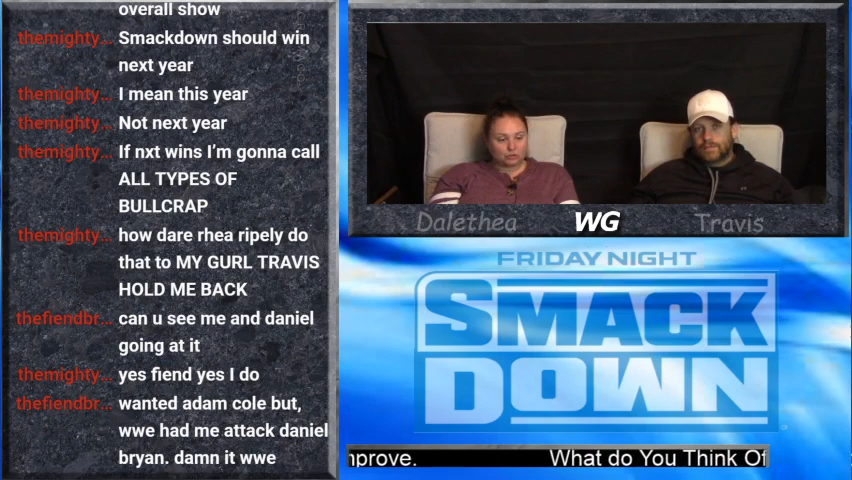 overall show
themighty... Smackdown should win
next year
themighty... I mean this year
themighty... Not next year
themighty... If nxt wins I'm gonna call
ALL TYPES OF
BULLCRAP
themighty... how dare rhea ripely do
that to MY GURL TRAVIS
HOLD ME BACK
thefiendbr... can u see me and daniel
going at it
themighty... yes fiend yes I do
thefiendbr... wanted adam cole but,
wwe had me attack daniel
bryan. damn it wwe
Dalethea WG Travis
FRIDAY NIGHT
SMACK
DOWN
nprove. What do You Think Of